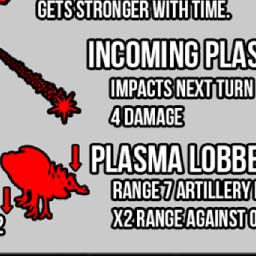 GETS STRONGER WITH TIME.
INCOMING PLAS
IMPACTS NEXT TURN
4 DAMAGE
PLASMA LOBBE
RANGE 7 ARTILLERY
X2 RANGE AGAINST
2